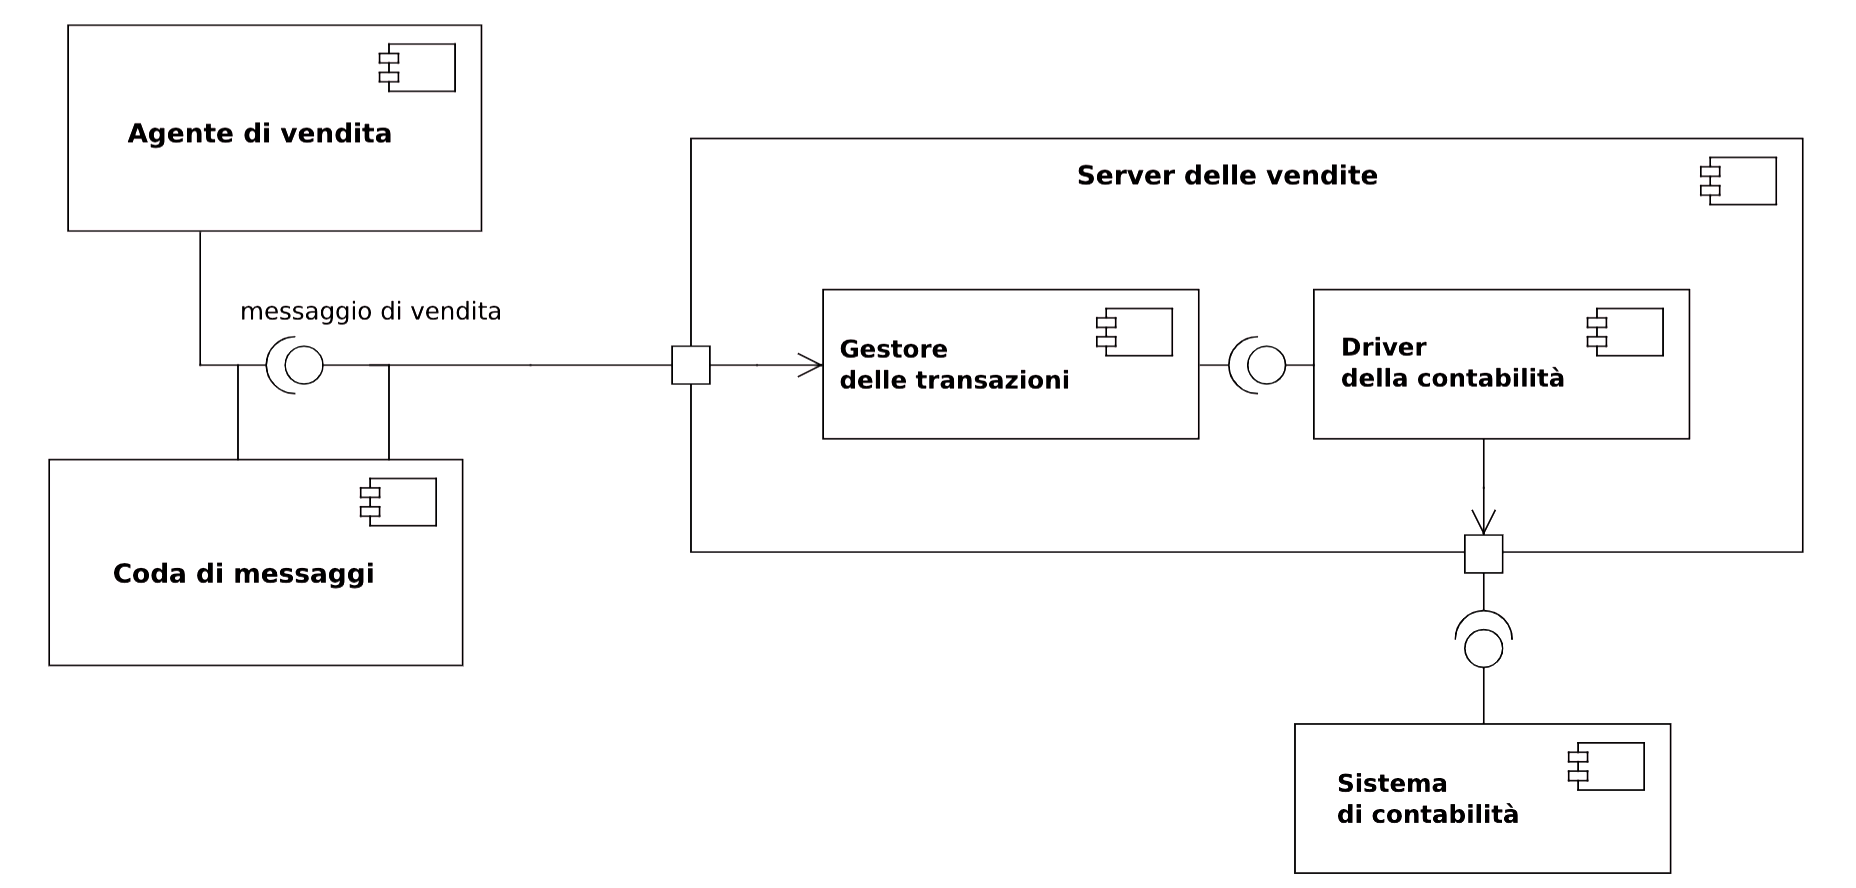 Agente di vendita
Server delle vendite
messaggio di vendita
Gestore
delle transazioni
Driver
della contabilità
Coda di messaggi
Sistema
di contabilità